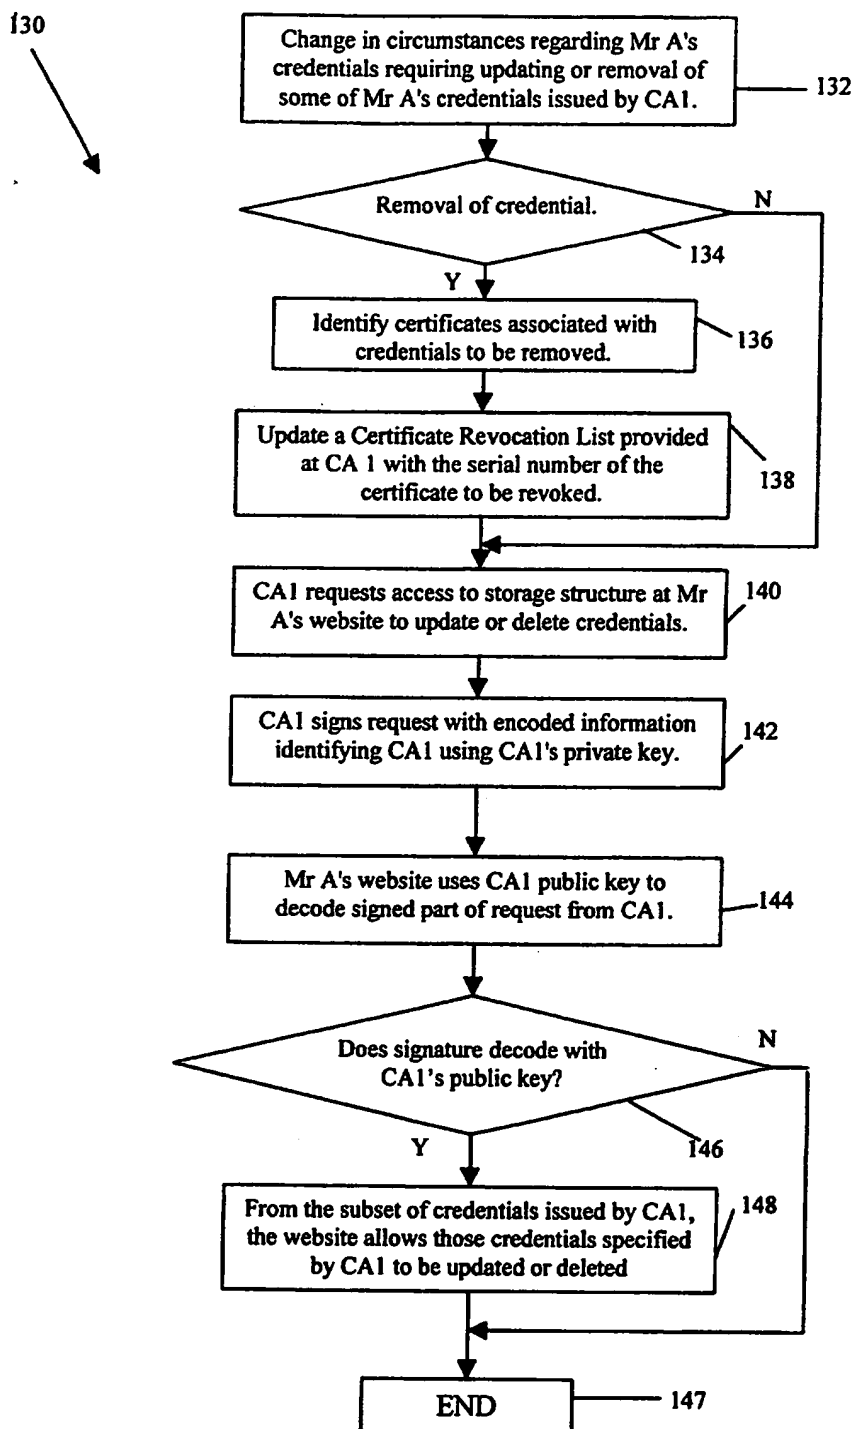 130
Change in circumstances regarding Mr A's
credentials requiring updating or removal of
some of Mr A's credentials issued by CA1.
132
Removal of credential.
N
134
Y
Identify certificates associated with
credentials to be removed.
136
Update a Certificate Revocation List provided
at CA 1 with the serial number of the
certificate to be revoked.
138
CA1 requests access to storage structure at Mr
A's website to update or delete credentials.
140
CA1 signs request with encoded information
identifying CA1 using CA1's private key.
142
Mr A's website uses CA1 public key to
decode signed part of request from CA1.
144
Does signature decode with
CA1's public key?
N
146
Y
From the subset of credentials issued by CA1,
the website allows those credentials specified
by CA1 to be updated or deleted
148
END
147